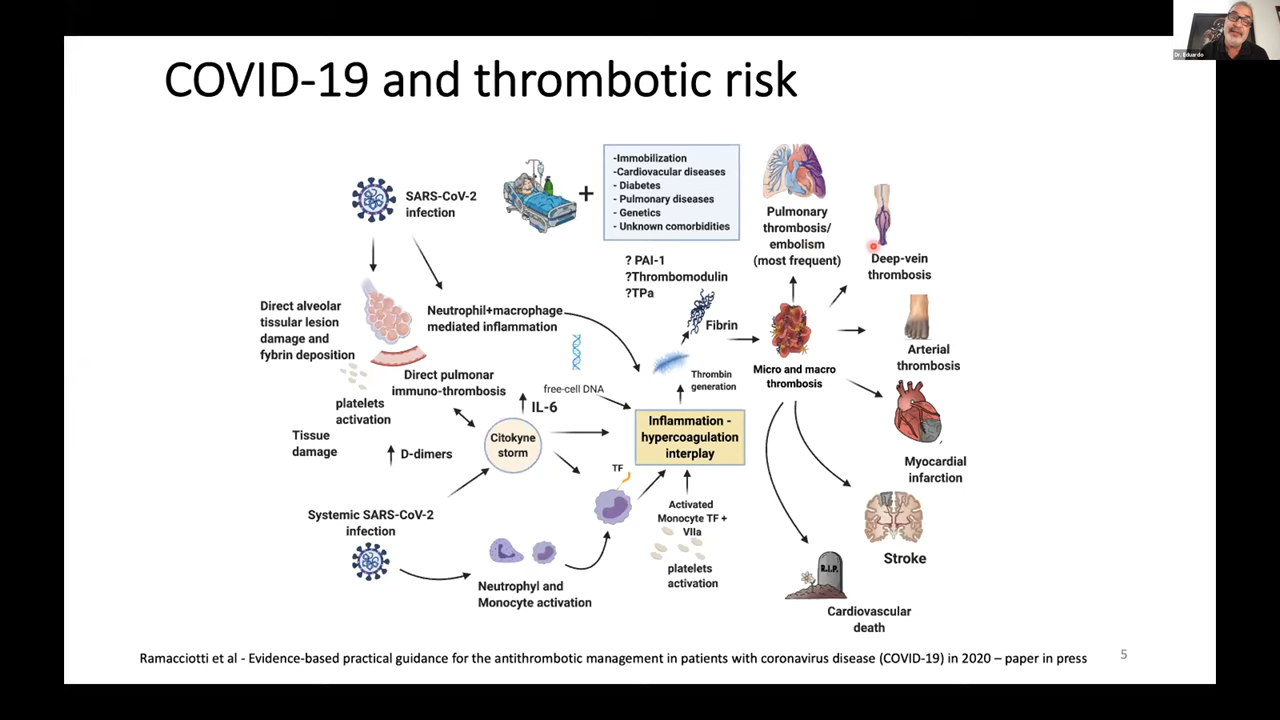 Dr. Eduardo
COVID-19 and thrombotic risk
SARS-CoV-2
infection
+
-Immobilization
-Cardiovacular diseases
- Diabetes
- Pulmonary diseases
- Genetics
- Unknown comorbidities
Pulmonary
thrombosis/
embolism
(most frequent)
Deep-vein
thrombosis
? PAI-1
?Thrombomodulin
?TPa
Direct alveolar
tissular lesion
damage and
fybrin deposition
Neutrophil+macrophage
mediated inflammation
Fibrin
Arterial
thrombosis
Micro and macro
thrombosis
Direct pulmonar
immuno-thrombosis
free-cell DNA
Thrombin
generation
platelets
activation
IL-6
Tissue
damage
D-dimers
Citokyne
storm
Inflammation -
hypercoagulation
interplay
Myocardial
infarction
TF
Activated
Monocyte TF +
VIIa
platelets
activation
Systemic SARS-CoV-2
infection
Neutrophyl and
Monocyte activation
Stroke
R.I.P.
Cardiovascular
death
Ramacciotti et al - Evidence-based practical guidance for the antithrombotic management in patients with coronavirus disease (COVID-19) in 2020 – paper in press
5